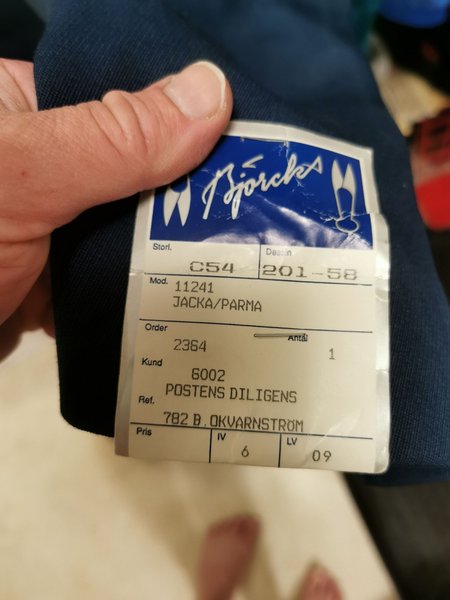 Björcks
Storl. Dessin
C54 201-58
Mod. 11241
JACKA/PARMA
Order Antal
2364 1
Kund
6002
POSTENS DILIGENS
Ref.
782 B.OKVARNSTRÖM
Pris IV LV
6 09